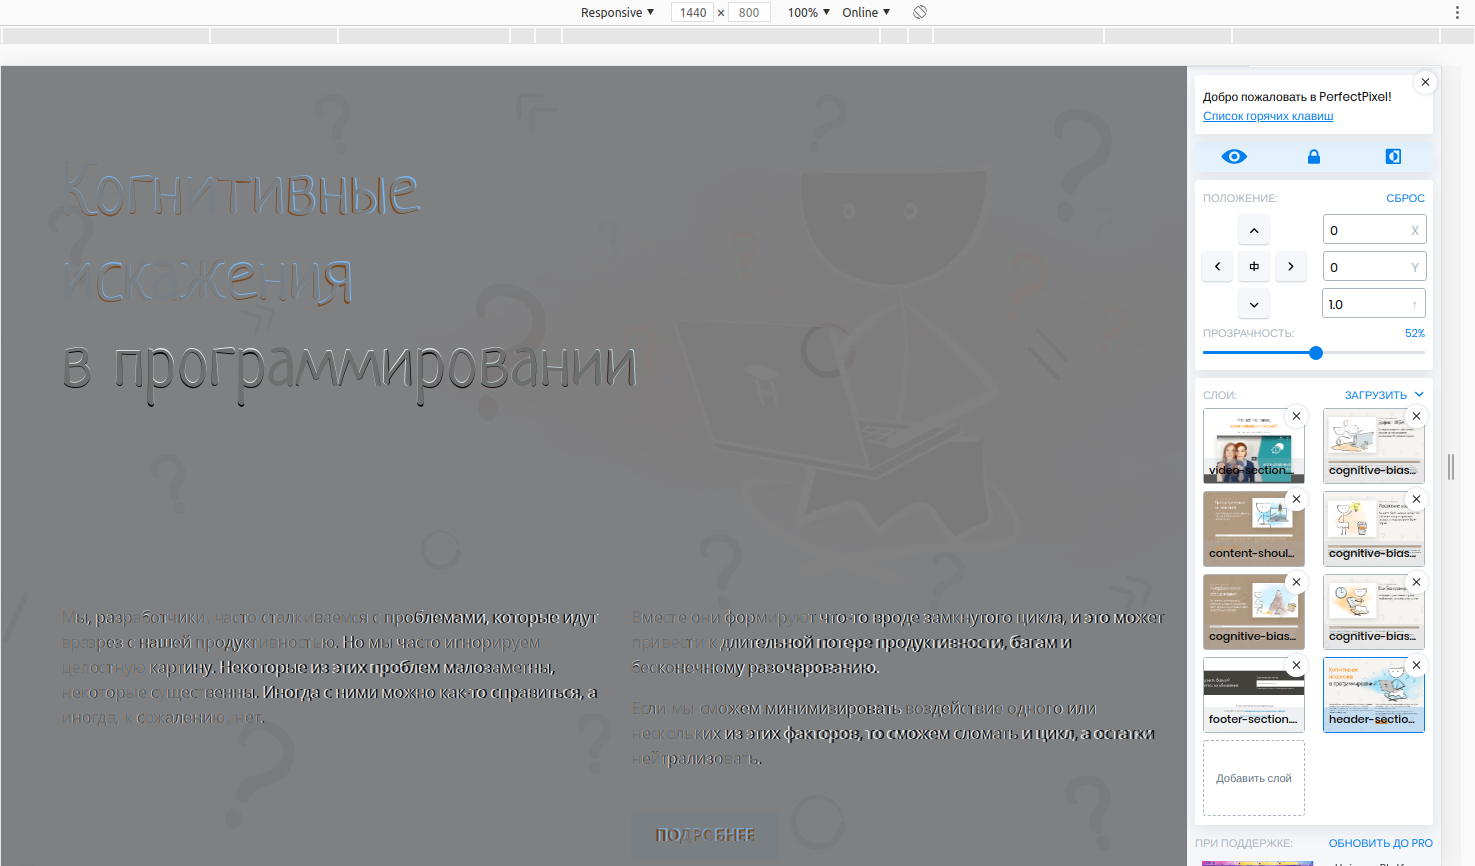 Responsive ▼ 1440 × 800 100% ▼ Online ▼
Добро пожаловать в PerfectPixel!
Список горячих клавиш
Когнитивные
искажения
в программировании
Мы, разработчики, часто сталкиваемся с проблемами, которые идут
вразрез с нашей продуктивностью. Но мы часто игнорируем
целостную картину. Некоторые из этих проблем малозаметны,
некоторые существенны. Иногда с ними можно как-то справиться, а
иногда, к сожалению, нет.
Вместе они формируют что-то вроде замкнутого цикла, и это может
привести к длительной потере продуктивности, багам и
бесконечному разочарованию.
Если мы сможем минимизировать воздействие одного или
нескольких из этих факторов, то сможем сломать и цикл, а остатки
нейтрализовать.
ПОДРОБНЕЕ
ПОЛОЖЕНИЕ: СБРОС
0 X
0 Y
1.0 ↑
ПРОЗРАЧНОСТЬ: 52%
СЛОИ: ЗАГРУЗИТЬ
video-section....
cognitive-bias...
content-shoul...
cognitive-bias...
cognitive-bias...
cognitive-bias...
footer-section....
header-sectio...
Добавить слой
ПРИ ПОДДЕРЖКЕ: ОБНОВИТЬ ДО PRO